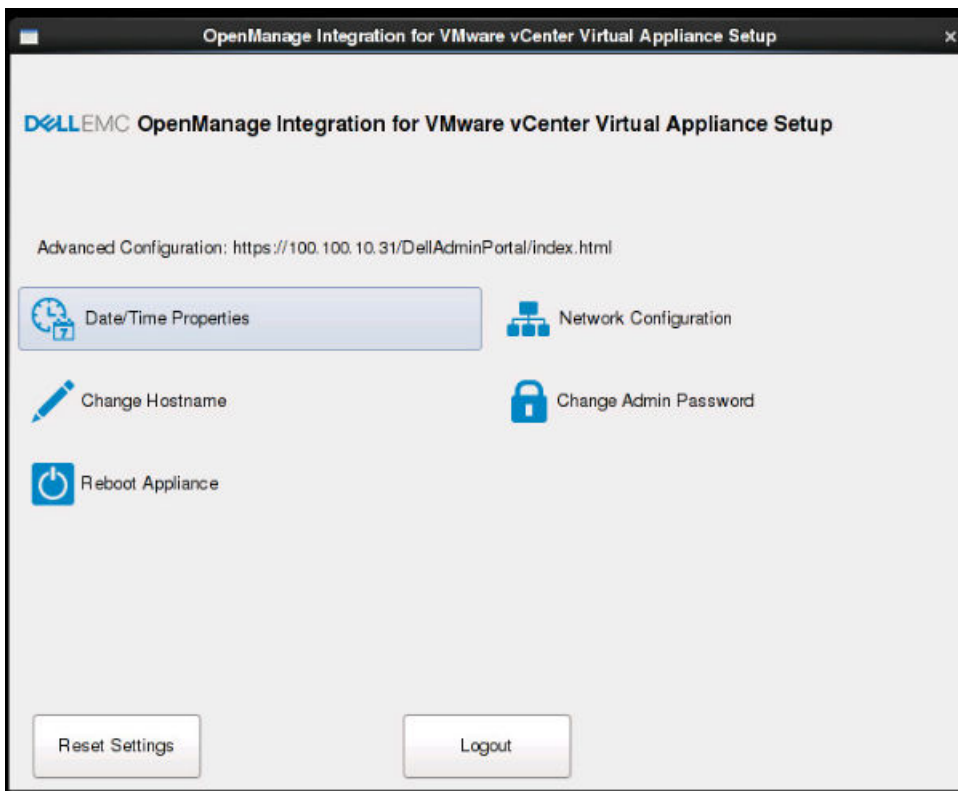 OpenManage Integration for VMware vCenter Virtual Appliance Setup
DELLEMC OpenManage Integration for VMware vCenter Virtual Appliance Setup
Advanced Configuration: https://100.100.10.31/DellAdminPortal/index.html
Date/Time Properties
Network Configuration
Change Hostname
Change Admin Password
Reboot Appliance
Reset Settings
Logout